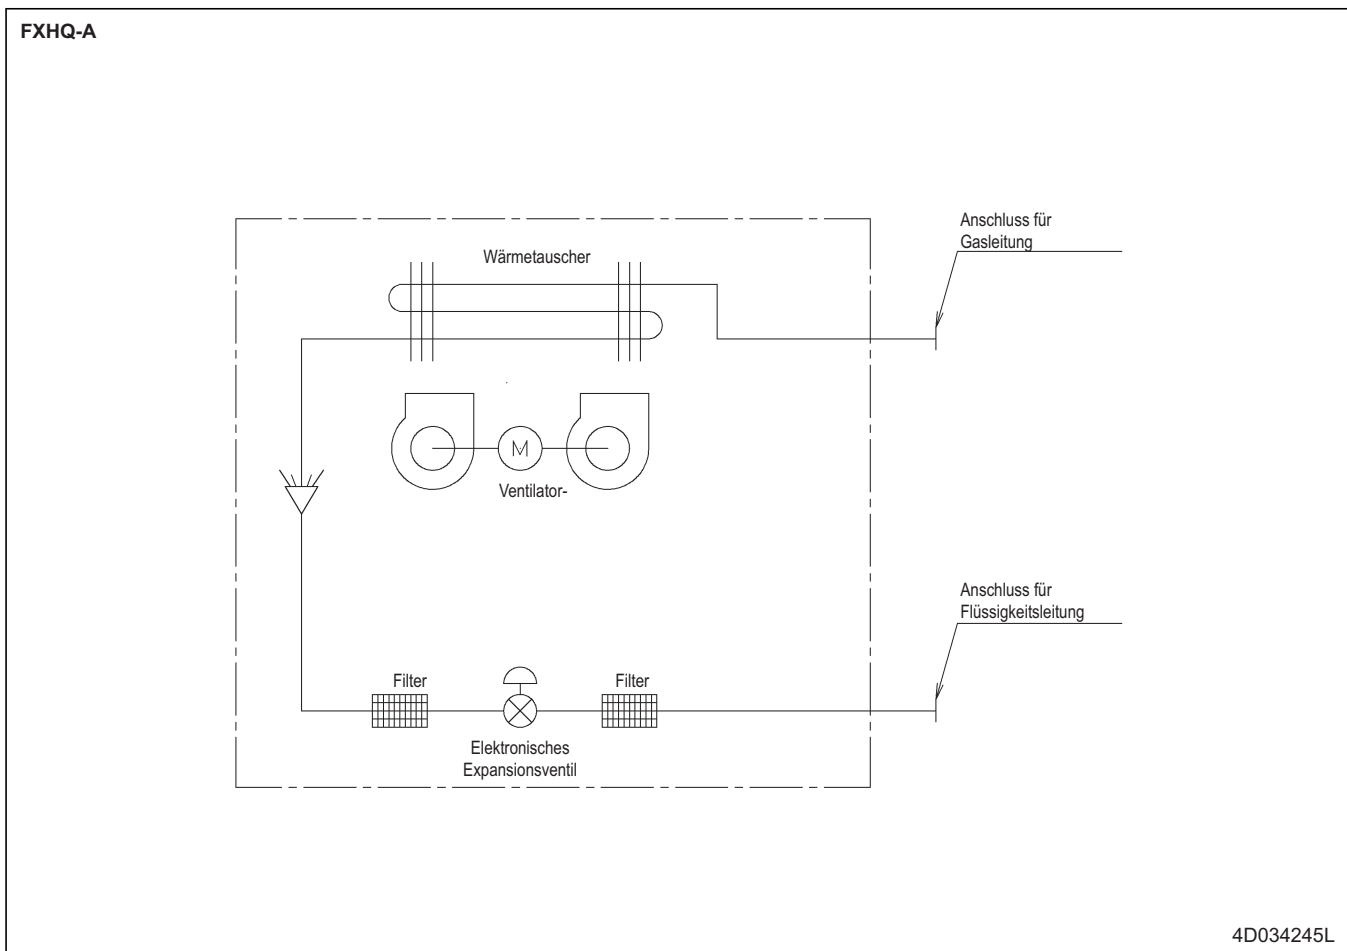 FXHQ-A
Anschluss für
Gasleitung
Wärmetauscher
M
Ventilator-
Anschluss für
Flüssigkeitsleitung
Filter
Filter
Elektronisches
Expansionsventil
4D034245L